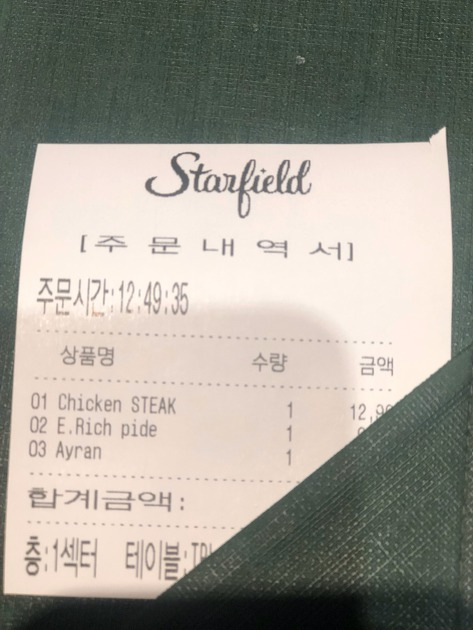 Starfield
[주 문 내 역 서]
주문시간:12:49:35
상품명 수량 금액
01 Chicken STEAK 1 12,9
02 E.Rich pide 1
03 Ayran 1
합계금액:
층:1섹터 테이블: